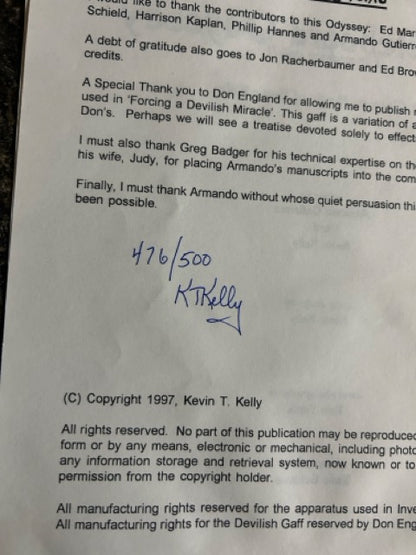 would like to thank the contributors to this Odyssey: Ed Mar
Schield, Harrison Kaplan, Phillip Hannes and Armando Gutierr
A debt of gratitude also goes to Jon Racherbaumer and Ed Bro
credits.
A Special Thank you to Don England for allowing me to publish
used in 'Forcing a Devilish Miracle'. This gaff is a variation of
Don's. Perhaps we will see a treatise devoted solely to effect
I must also thank Greg Badger for his technical expertise on th
his wife, Judy, for placing Armando's manuscripts into the com
Finally, I must thank Armando without whose quiet persuasion thi
been possible.
476/500
KTKelly
(C) Copyright 1997, Kevin T. Kelly
All rights reserved. No part of this publication may be reproduced
form or by any means, electronic or mechanical, including photo
any information storage and retrieval system, now known or to
permission from the copyright holder.
All manufacturing rights reserved for the apparatus used in Inve
All manufacturing rights for the Devilish Gaff reserved by Don Eng